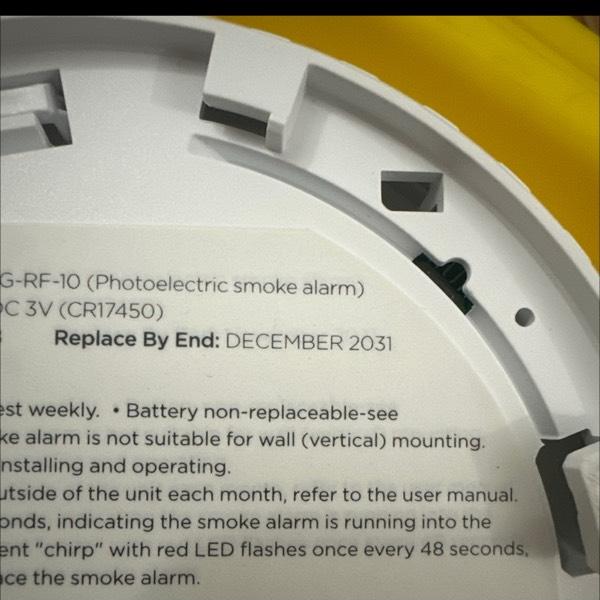 G-RF-10 (Photoelectric smoke alarm)
DC 3V (CR17450)
Replace By End: DECEMBER 2031
est weekly. • Battery non-replaceable-see
ke alarm is not suitable for wall (vertical) mounting.
nstalling and operating.
utside of the unit each month, refer to the user manual.
onds, indicating the smoke alarm is running into the
ent "chirp" with red LED flashes once every 48 seconds,
ace the smoke alarm.